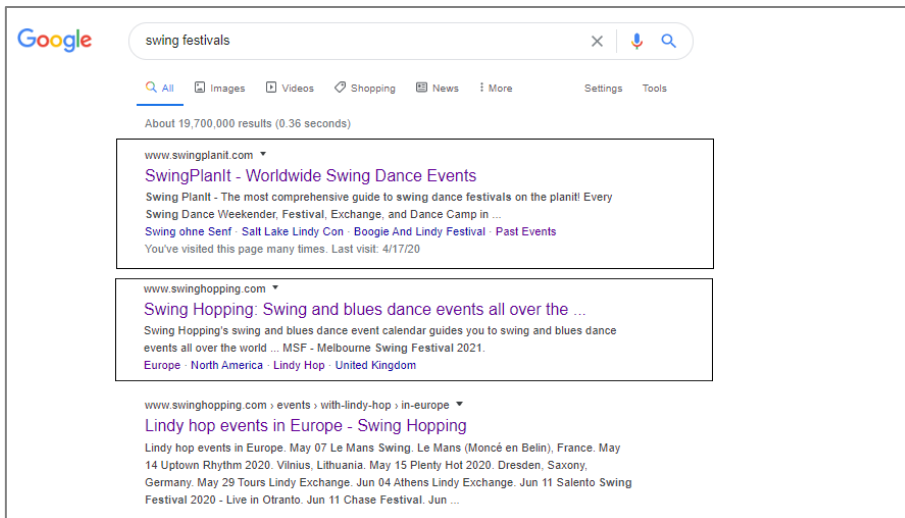 Google
swing festivals
All Images Videos Shopping News More Settings Tools
About 19,700,000 results (0.36 seconds)
www.swingplanit.com
SwingPlanIt - Worldwide Swing Dance Events
Swing PlanIt - The most comprehensive guide to swing dance festivals on the planit! Every
Swing Dance Weekender, Festival, Exchange, and Dance Camp in ...
Swing ohne Senf · Salt Lake Lindy Con · Boogie And Lindy Festival · Past Events
You've visited this page many times. Last visit: 4/17/20
www.swinghopping.com
Swing Hopping: Swing and blues dance events all over the ...
Swing Hopping's swing and blues dance event calendar guides you to swing and blues dance
events all over the world ... MSF - Melbourne Swing Festival 2021.
Europe · North America · Lindy Hop · United Kingdom
www.swinghopping.com › events › with-lindy-hop › in-europe
Lindy hop events in Europe - Swing Hopping
Lindy hop events in Europe. May 07 Le Mans Swing. Le Mans (Moncé en Belin), France. May
14 Uptown Rhythm 2020. Vilnius, Lithuania. May 15 Plenty Hot 2020. Dresden, Saxony,
Germany. May 29 Tours Lindy Exchange. Jun 04 Athens Lindy Exchange. Jun 11 Salento Swing
Festival 2020 - Live in Otranto. Jun 11 Chase Festival. Jun ...